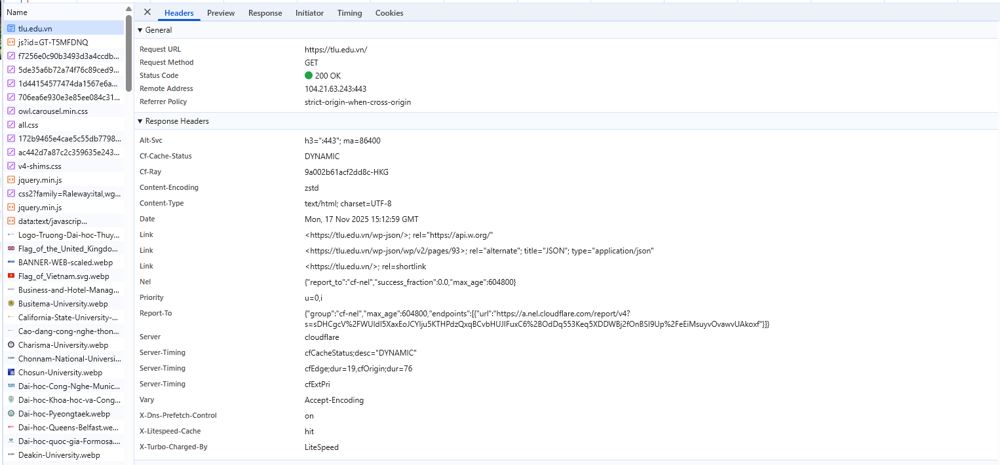 Name
tlu.edu.vn
js?id=GT-T5MFDNQ
f7256e0c90b3493d3a4ccdb...
5de35a6b72a74f76c89ced9...
1d44154577474da1567e6a...
706ea6e930e3e85ee084c31...
owl.carousel.min.css
all.css
172b9465e4cae5c55db7798...
ac442d7a87c2c359635e243...
v4-shims.css
jquery.min.js
css2?family=Raleway:ital,wg...
jquery.min.js
data:text/javascrip...
Logo-Truong-Dai-hoc-Thuy...
Flag_of_the_United_Kingdo...
BANNER-WEB-scaled.webp
Flag_of_Vietnam.svg.webp
Business-and-Hotel-Manag...
Busitema-University.webp
California-State-University-...
Cao-dang-cong-nghe-thon...
Charisma-University.webp
Chonnam-National-Universi...
Chosun-University.webp
Dai-hoc-Cong-Nghe-Munic...
Dai-hoc-Khoa-hoc-va-Cong...
Dai-hoc-Pyeongtaek.webp
Dai-hoc-Queens-Belfast.we...
Dai-hoc-quoc-gia-Formosa....
Deakin-University.webp
Headers Preview Response Initiator Timing Cookies
General
Request URL https://tlu.edu.vn/
Request Method GET
Status Code 200 OK
Remote Address 104.21.63.243:443
Referrer Policy strict-origin-when-cross-origin
Response Headers
Alt-Svc h3=":443"; ma=86400
Cf-Cache-Status DYNAMIC
Cf-Ray 9a002b61acf2dd8c-HKG
Content-Encoding zstd
Content-Type text/html; charset=UTF-8
Date Mon, 17 Nov 2025 15:12:59 GMT
Link <https://tlu.edu.vn/wp-json/>; rel="https://api.w.org/"
Link <https://tlu.edu.vn/wp-json/wp/v2/pages/93>; rel="alternate"; title="JSON"; type="application/json"
Link <https://tlu.edu.vn/>; rel=shortlink
Nel {"report_to":"cf-nel","success_fraction":0.0,"max_age":604800}
Priority u=0,i
Report-To {"group":"cf-nel","max_age":604800,"endpoints":[{"url":"https://a.nel.cloudflare.com/report/v4?
Server cloudflare
Server-Timing cfCacheStatus;desc="DYNAMIC"
Server-Timing cfEdge;dur=19,cfOrigin;dur=76
Server-Timing cfExtPri
Vary Accept-Encoding
X-Dns-Prefetch-Control on
X-Litespeed-Cache hit
X-Turbo-Charged-By LiteSpeed